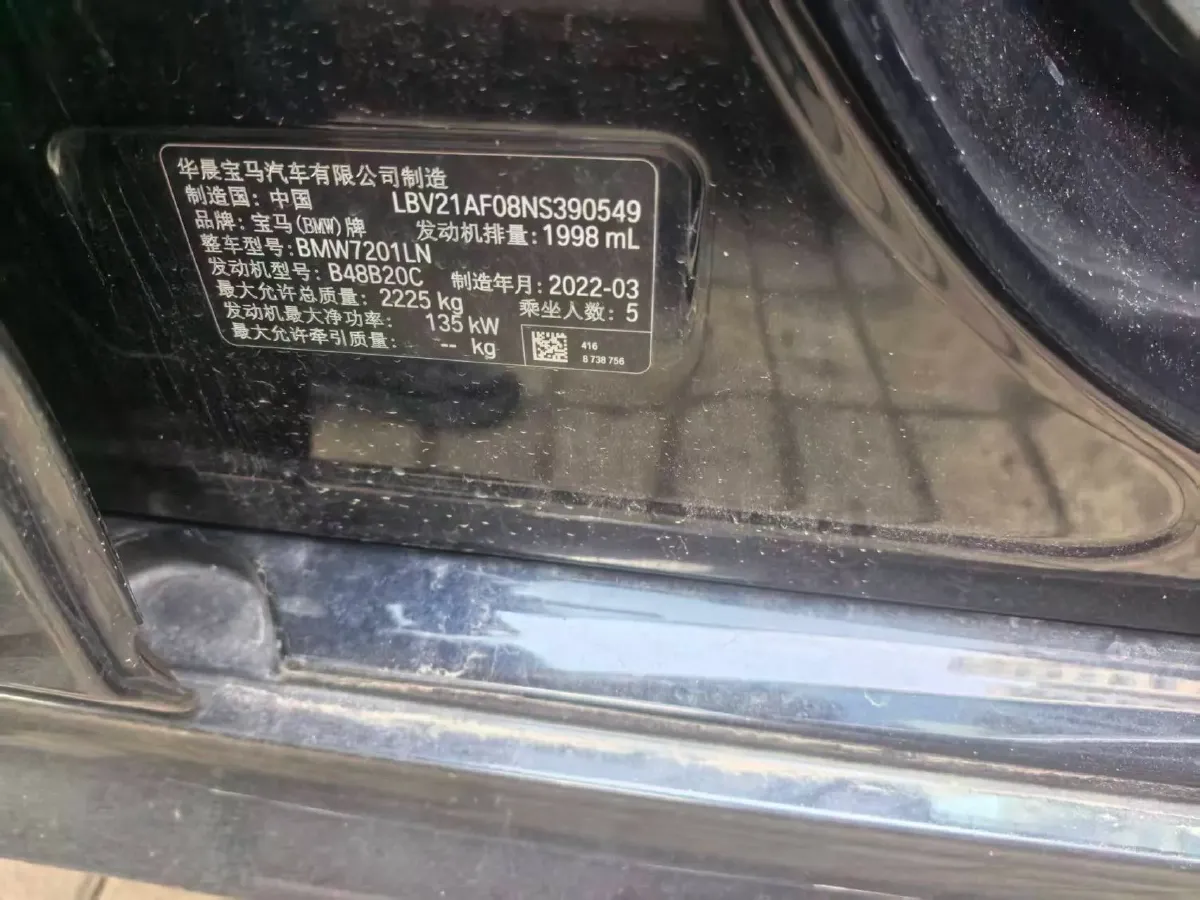 华晨宝马汽车有限公司制造
制造国: 中国 LBV21AF08NS390549
品牌: 宝马(BMW)牌 发动机排量: 1998 mL
整车型号: BMW7201LN
发动机型号: B48B20C 制造年月: 2022-03
最大允许总质量: 2225 kg 乘坐人数: 5
发动机最大净功率: 135 kW
最大允许牵引质量: -- kg
416
8 738 756